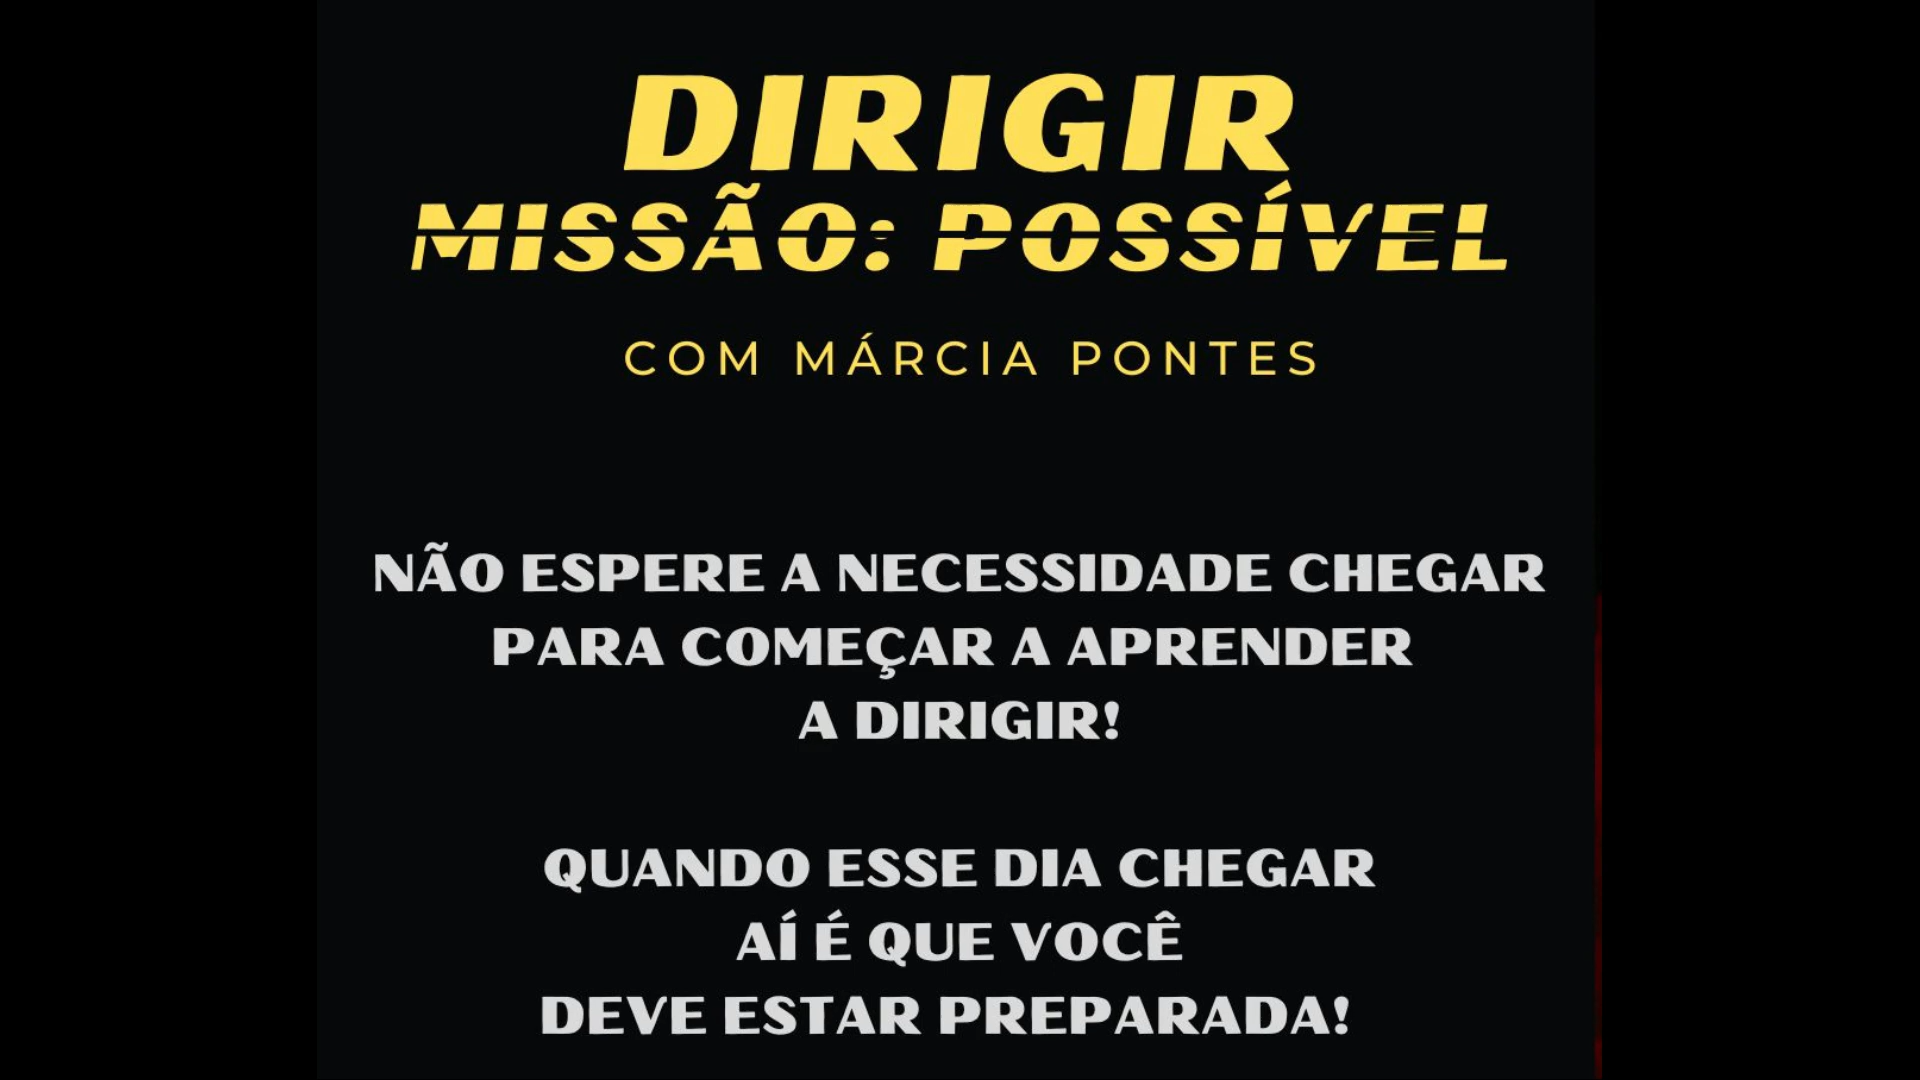 DIRIGIR
MISSÃO: POSSÍVEL
COM MÁRCIA PONTES
NÃO ESPERE A NECESSIDADE CHEGAR
PARA COMEÇAR A APRENDER
A DIRIGIR!
QUANDO ESSE DIA CHEGAR
AÍ É QUE VOCÊ
DEVE ESTAR PREPARADA!